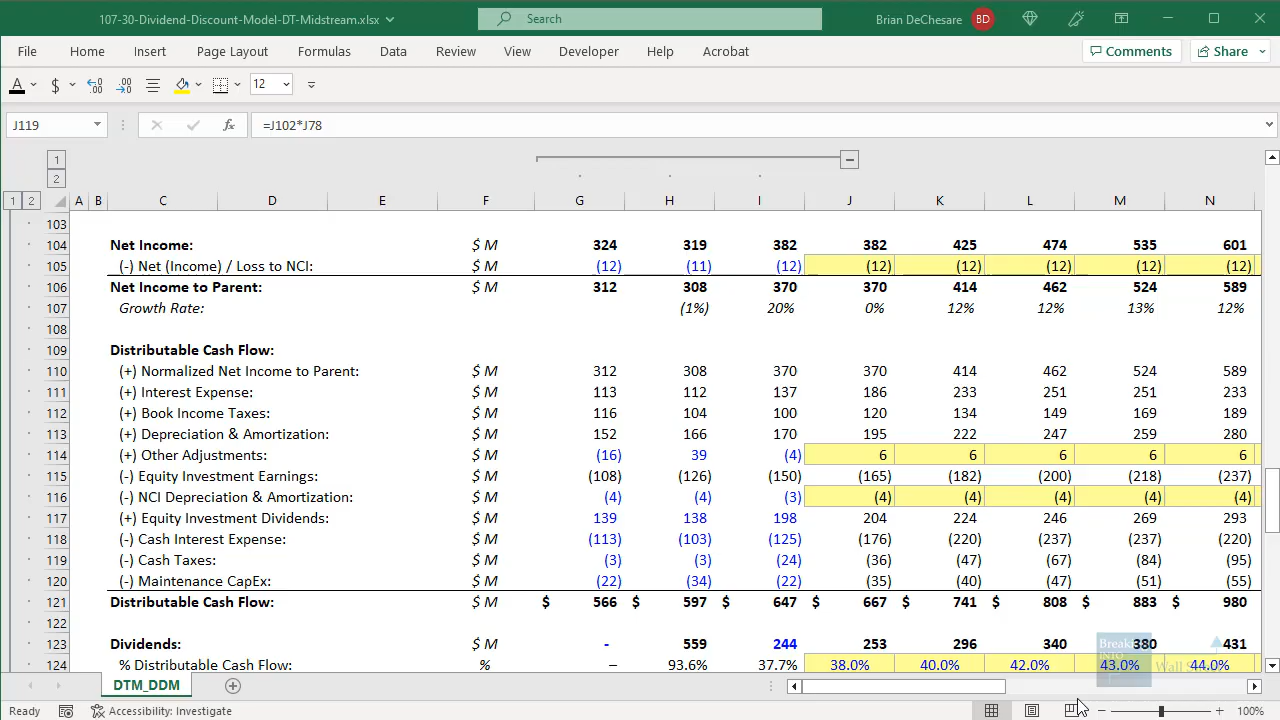 107-30-Dividend-Discount-Model-DT-Midstream.xlsx Search Brian DeChesare BD
File Home Insert Page Layout Formulas Data Review View Developer Help Acrobat Comments Share
A $ 12
J119 fx =J102*J78
1
2
1 2 A B C D E F G H I J K L M N
103
104 Net Income: $ M 324 319 382 382 425 474 535 601
105 (-) Net (Income) / Loss to NCI: $ M (12) (11) (12) (12) (12) (12) (12) (12)
106 Net Income to Parent: $ M 312 308 370 370 414 462 524 589
107 Growth Rate: (1%) 20% 0% 12% 12% 13% 12%
108
109 Distributable Cash Flow:
110 (+) Normalized Net Income to Parent: $ M 312 308 370 370 414 462 524 589
111 (+) Interest Expense: $ M 113 112 137 186 233 251 251 233
112 (+) Book Income Taxes: $ M 116 104 100 120 134 149 169 189
113 (+) Depreciation & Amortization: $ M 152 166 170 195 222 247 259 280
114 (+) Other Adjustments: $ M (16) 39 (4) 6 6 6 6 6
115 (-) Equity Investment Earnings: $ M (108) (126) (150) (165) (182) (200) (218) (237)
116 (-) NCI Depreciation & Amortization: $ M (4) (4) (3) (4) (4) (4) (4) (4)
117 (+) Equity Investment Dividends: $ M 139 138 198 204 224 246 269 293
118 (-) Cash Interest Expense: $ M (113) (103) (125) (176) (220) (237) (237) (220)
119 (-) Cash Taxes: $ M (3) (3) (24) (36) (47) (67) (84) (95)
120 (-) Maintenance CapEx: $ M (22) (34) (22) (35) (40) (47) (51) (55)
121 Distributable Cash Flow: $ M $ 566 $ 597 $ 647 $ 667 $ 741 $ 808 $ 883 $ 980
122
123 Dividends: $ M - 559 244 253 296 340 380 431
124 % Distributable Cash Flow: % – 93.6% 37.7% 38.0% 40.0% 42.0% 43.0% 44.0%
Breaking INTO Wall Street
DTM_DDM
Ready Accessibility: Investigate 100%